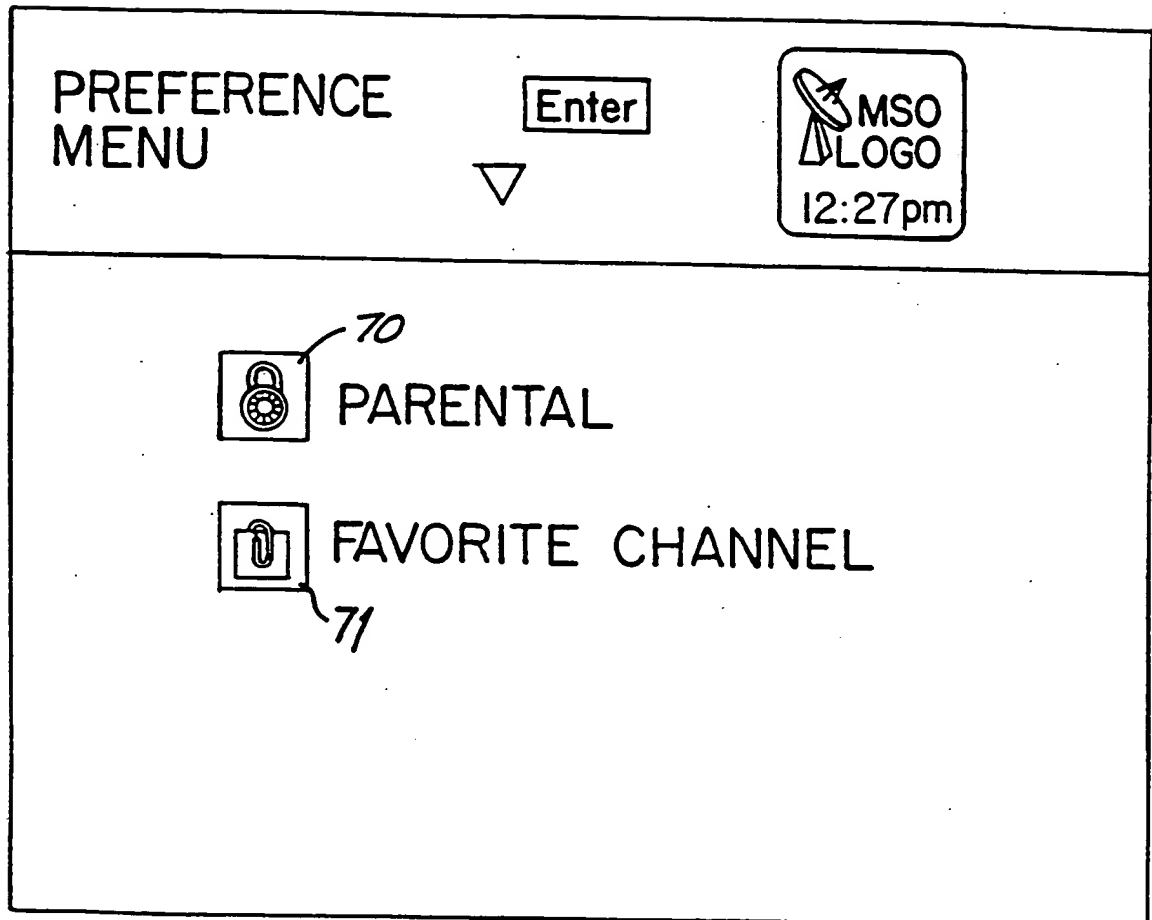 PREFERENCE
MENU
Enter
MSO
LOGO
12:27pm
70
PARENTAL
FAVORITE CHANNEL
71